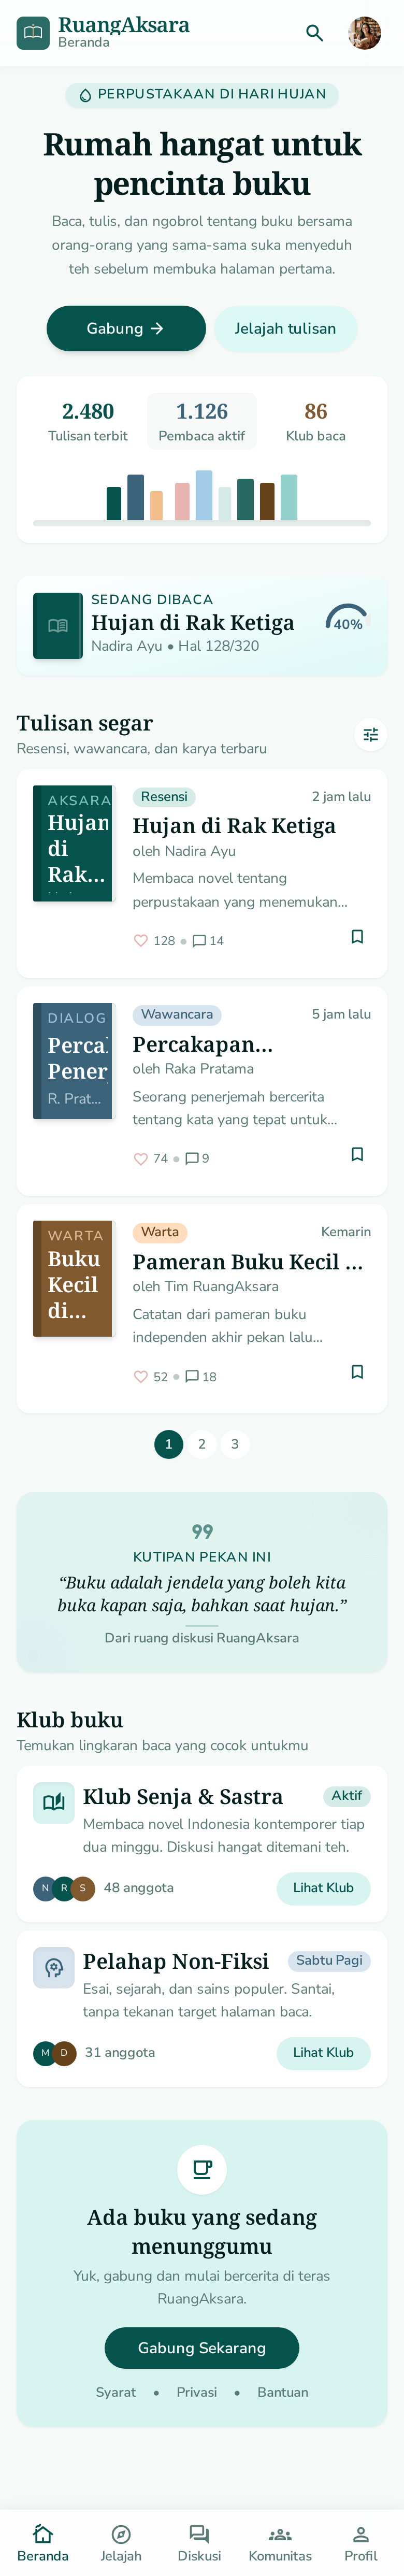 RuangAksara
Beranda
PERPUSTAKAAN DI HARI HUJAN
Rumah hangat untuk
pencinta buku
Baca, tulis, dan ngobrol tentang buku bersama
orang-orang yang sama-sama suka menyeduh
teh sebelum membuka halaman pertama.
Gabung →
Jelajah tulisan
2.480
Tulisan terbit
1.126
Pembaca aktif
86
Klub baca
SEDANG DIBACA
Hujan di Rak Ketiga
Nadira Ayu • Hal 128/320
40%
Tulisan segar
Resensi, wawancara, dan karya terbaru
AKSARA
Hujan
di
Rak...
Resensi
2 jam lalu
Hujan di Rak Ketiga
oleh Nadira Ayu
Membaca novel tentang
perpustakaan yang menemukan...
128 • 14
DIALOG
Perca
Pener
R. Prat...
Wawancara
5 jam lalu
Percakapan...
oleh Raka Pratama
Seorang penerjemah bercerita
tentang kata yang tepat untuk...
74 • 9
WARTA
Buku
Kecil
di...
Warta
Kemarin
Pameran Buku Kecil ...
oleh Tim RuangAksara
Catatan dari pameran buku
independen akhir pekan lalu...
52 • 18
1 2 3
KUTIPAN PEKAN INI
“Buku adalah jendela yang boleh kita
buka kapan saja, bahkan saat hujan.”
Dari ruang diskusi RuangAksara
Klub buku
Temukan lingkaran baca yang cocok untukmu
Klub Senja & Sastra
Aktif
Membaca novel Indonesia kontemporer tiap
dua minggu. Diskusi hangat ditemani teh.
N R S
48 anggota
Lihat Klub
Pelahap Non-Fiksi
Sabtu Pagi
Esai, sejarah, dan sains populer. Santai,
tanpa tekanan target halaman baca.
M D
31 anggota
Lihat Klub
Ada buku yang sedang
menunggumu
Yuk, gabung dan mulai bercerita di teras
RuangAksara.
Gabung Sekarang
Syarat • Privasi • Bantuan
Beranda
Jelajah
Diskusi
Komunitas
Profil